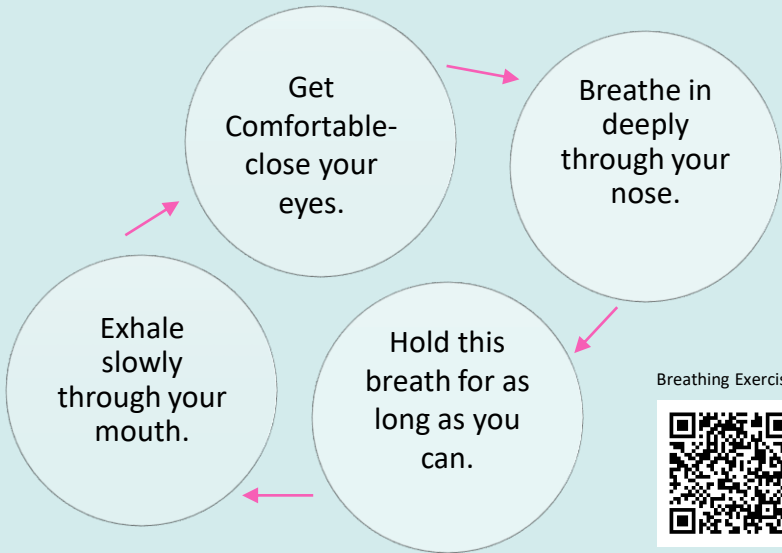 Get
Comfortable-
close your
eyes.
Breathe in
deeply
through your
nose.
Hold this
breath for as
long as you
can.
Exhale
slowly
through your
mouth.
Breathing